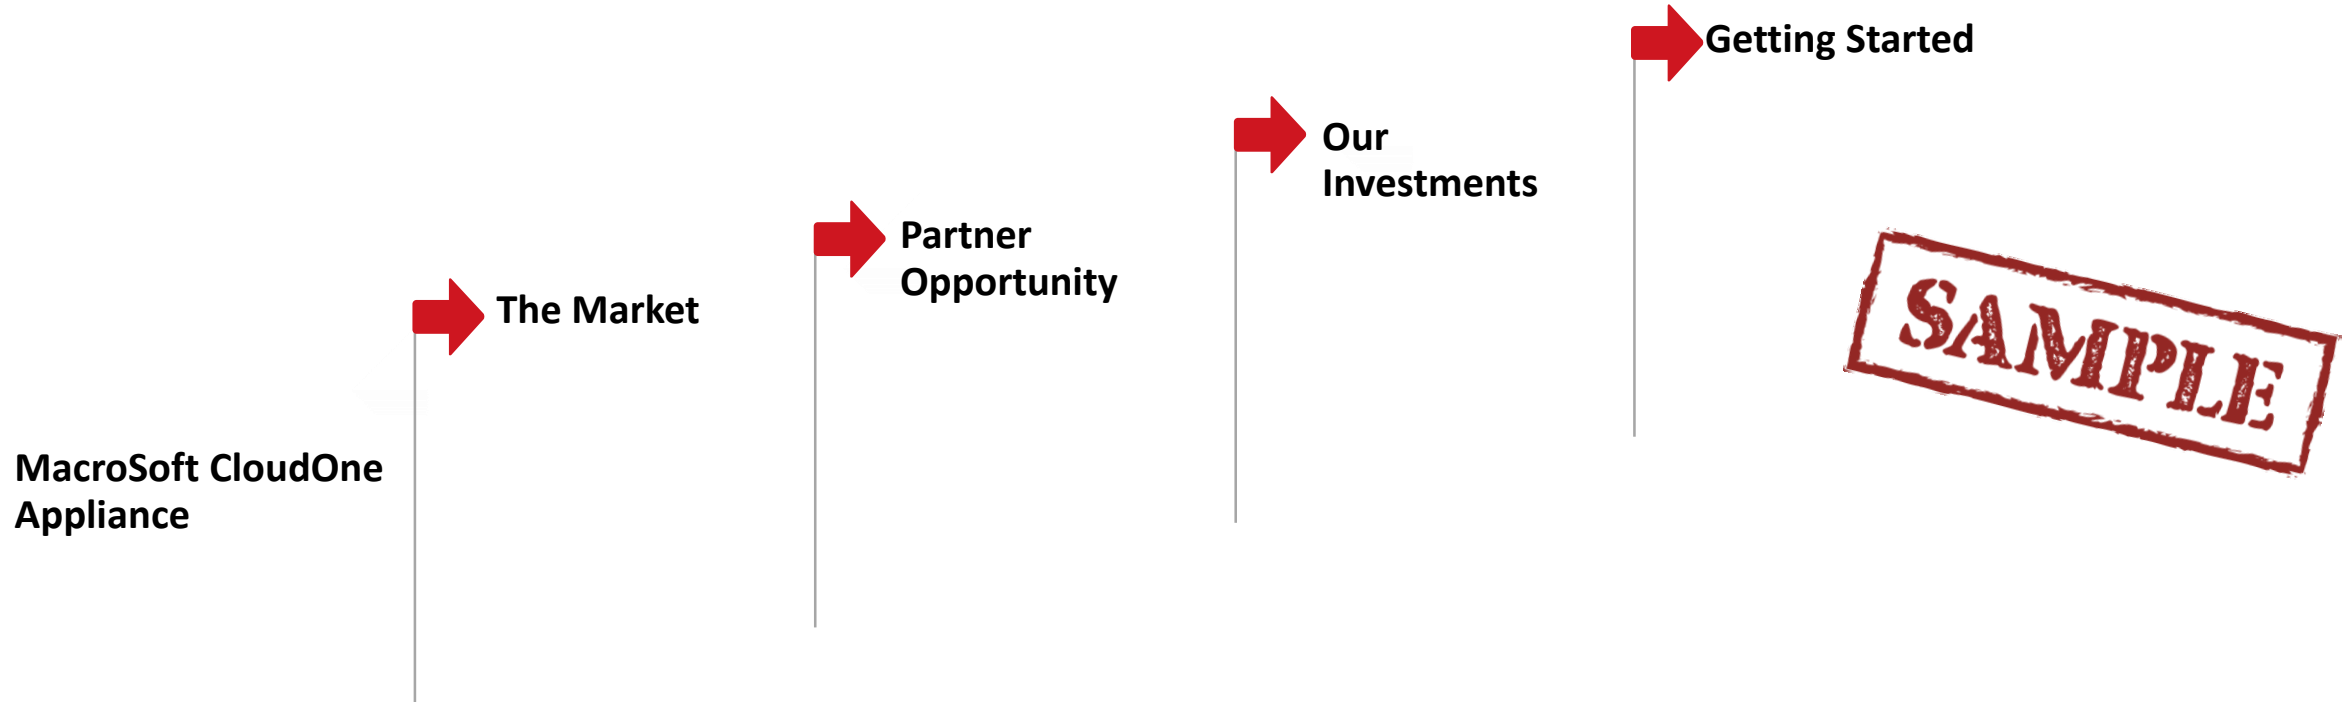 MacroSoft CloudOne
Appliance
The Market
Partner
Opportunity
Our
Investments
Getting Started
SAMPLE